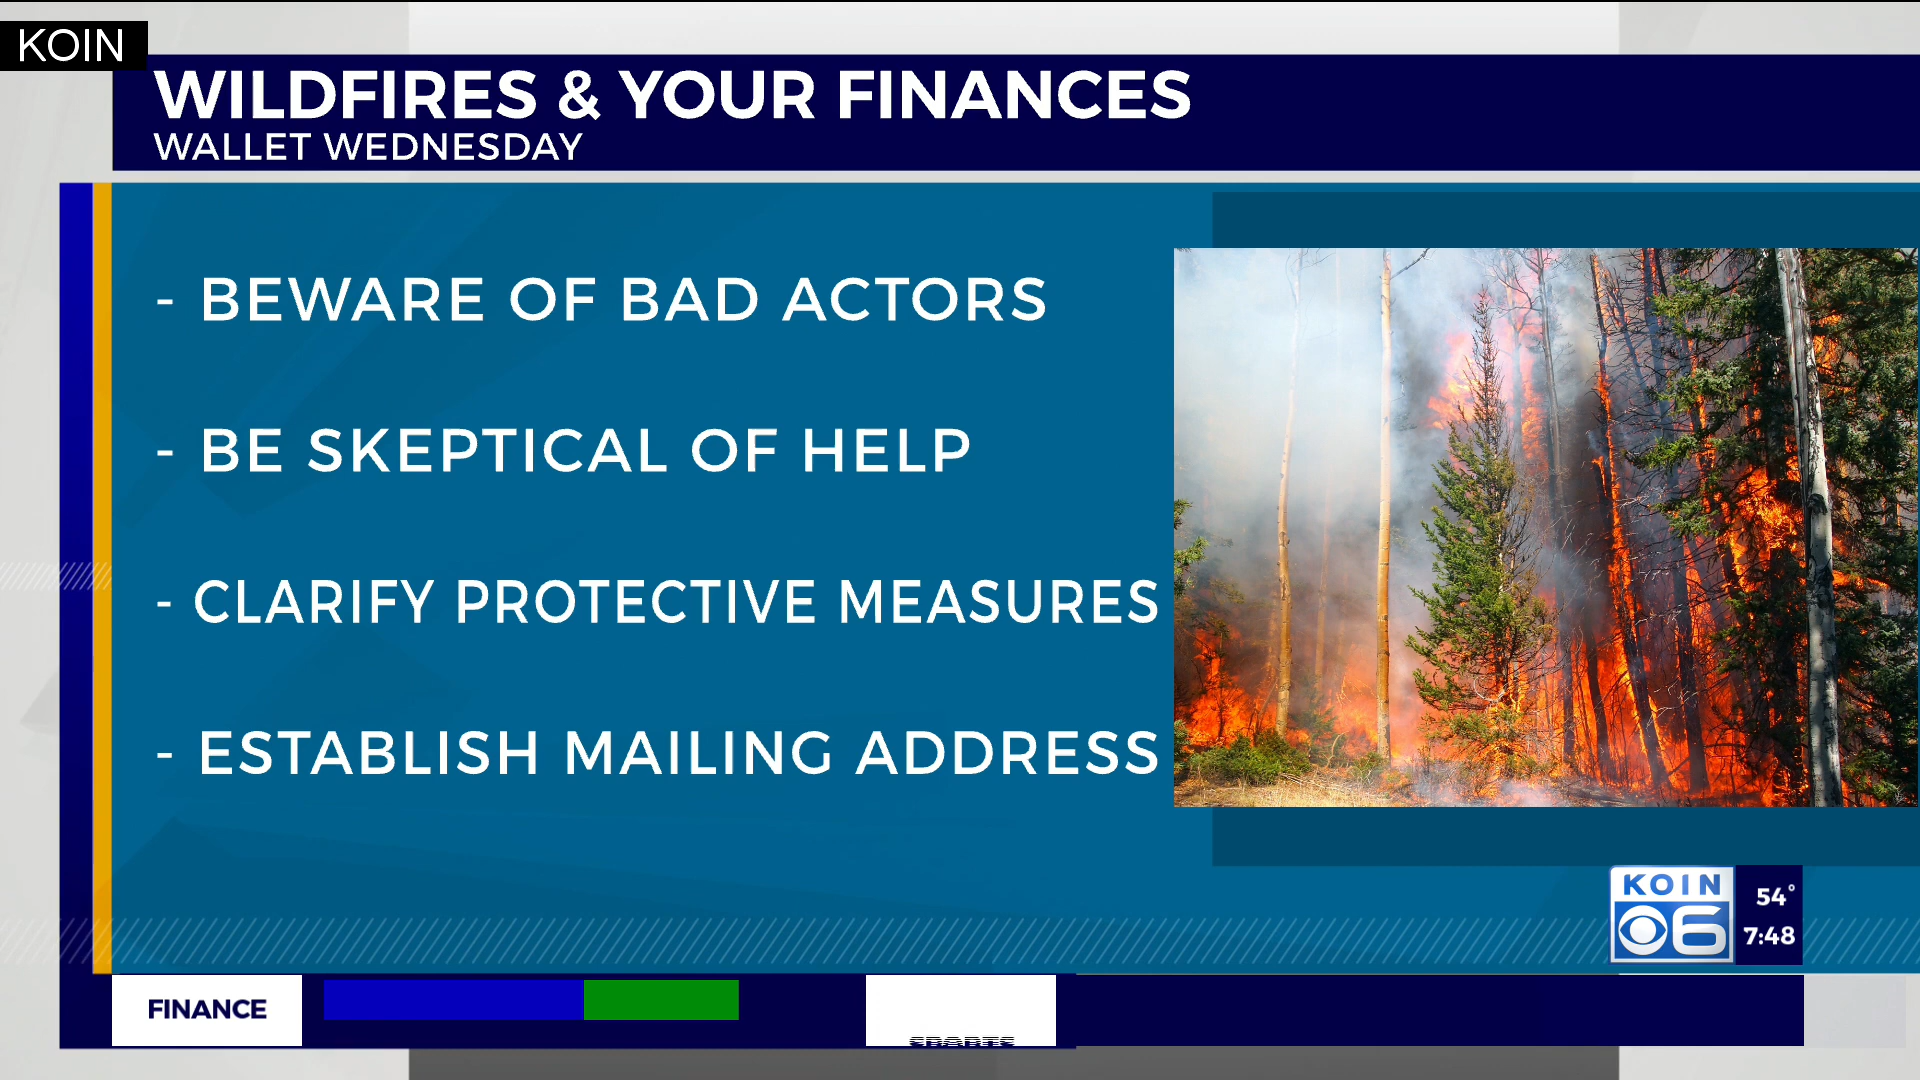 KOIN
WILDFIRES & YOUR FINANCES
WALLET WEDNESDAY
- BEWARE OF BAD ACTORS
- BE SKEPTICAL OF HELP
- CLARIFY PROTECTIVE MEASURES
- ESTABLISH MAILING ADDRESS
KOIN
6
54°
7:48
FINANCE
SPORTS